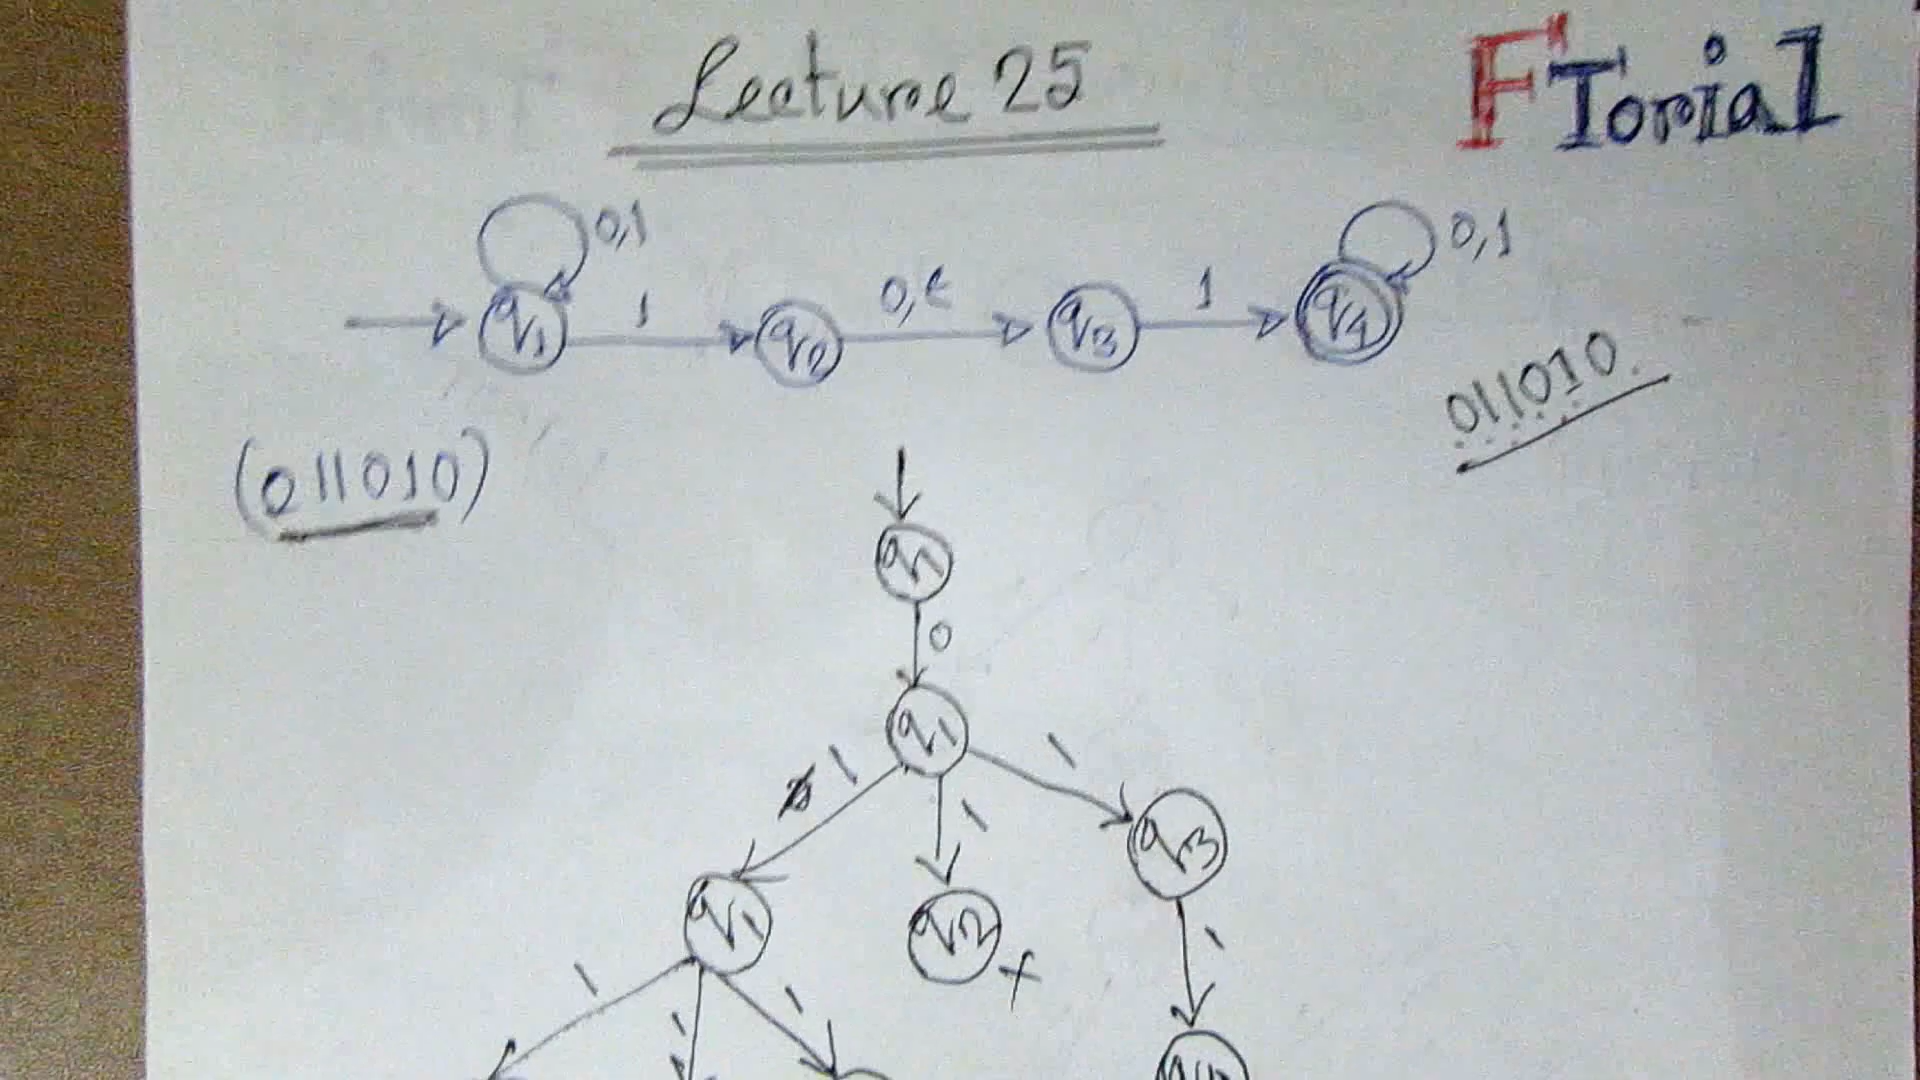 Lecture 25
FTorial
0,1
0,1
1
0,ε
1
q1
q2
q3
q4
011010
(011010)
q1
0
q1
1
1
1
q3
q1
q2
x
1
1
1
1